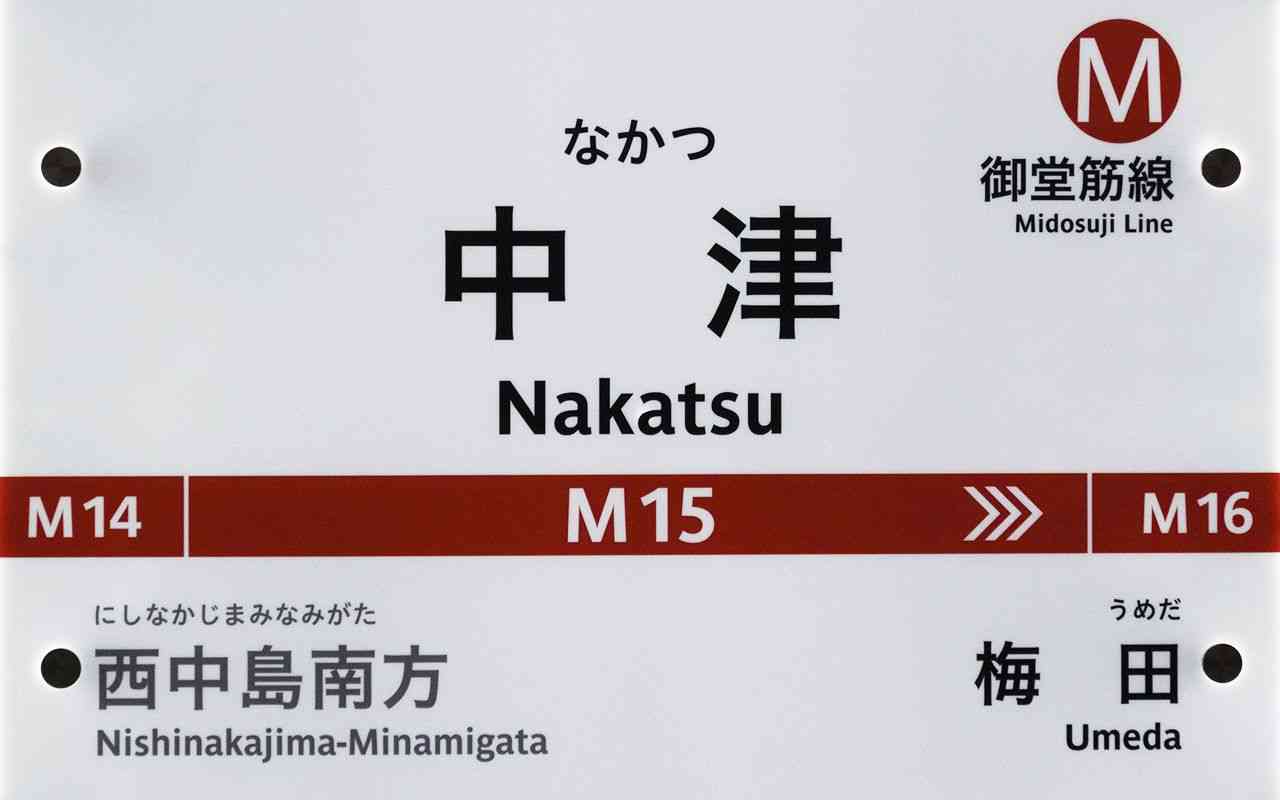 M
御堂筋線
Midosuji Line
なかつ
中津
Nakatsu
M14
M15
M16
にしなかじまみなみがた
西中島南方
Nishinakajima-Minamigata
うめだ
梅田
Umeda